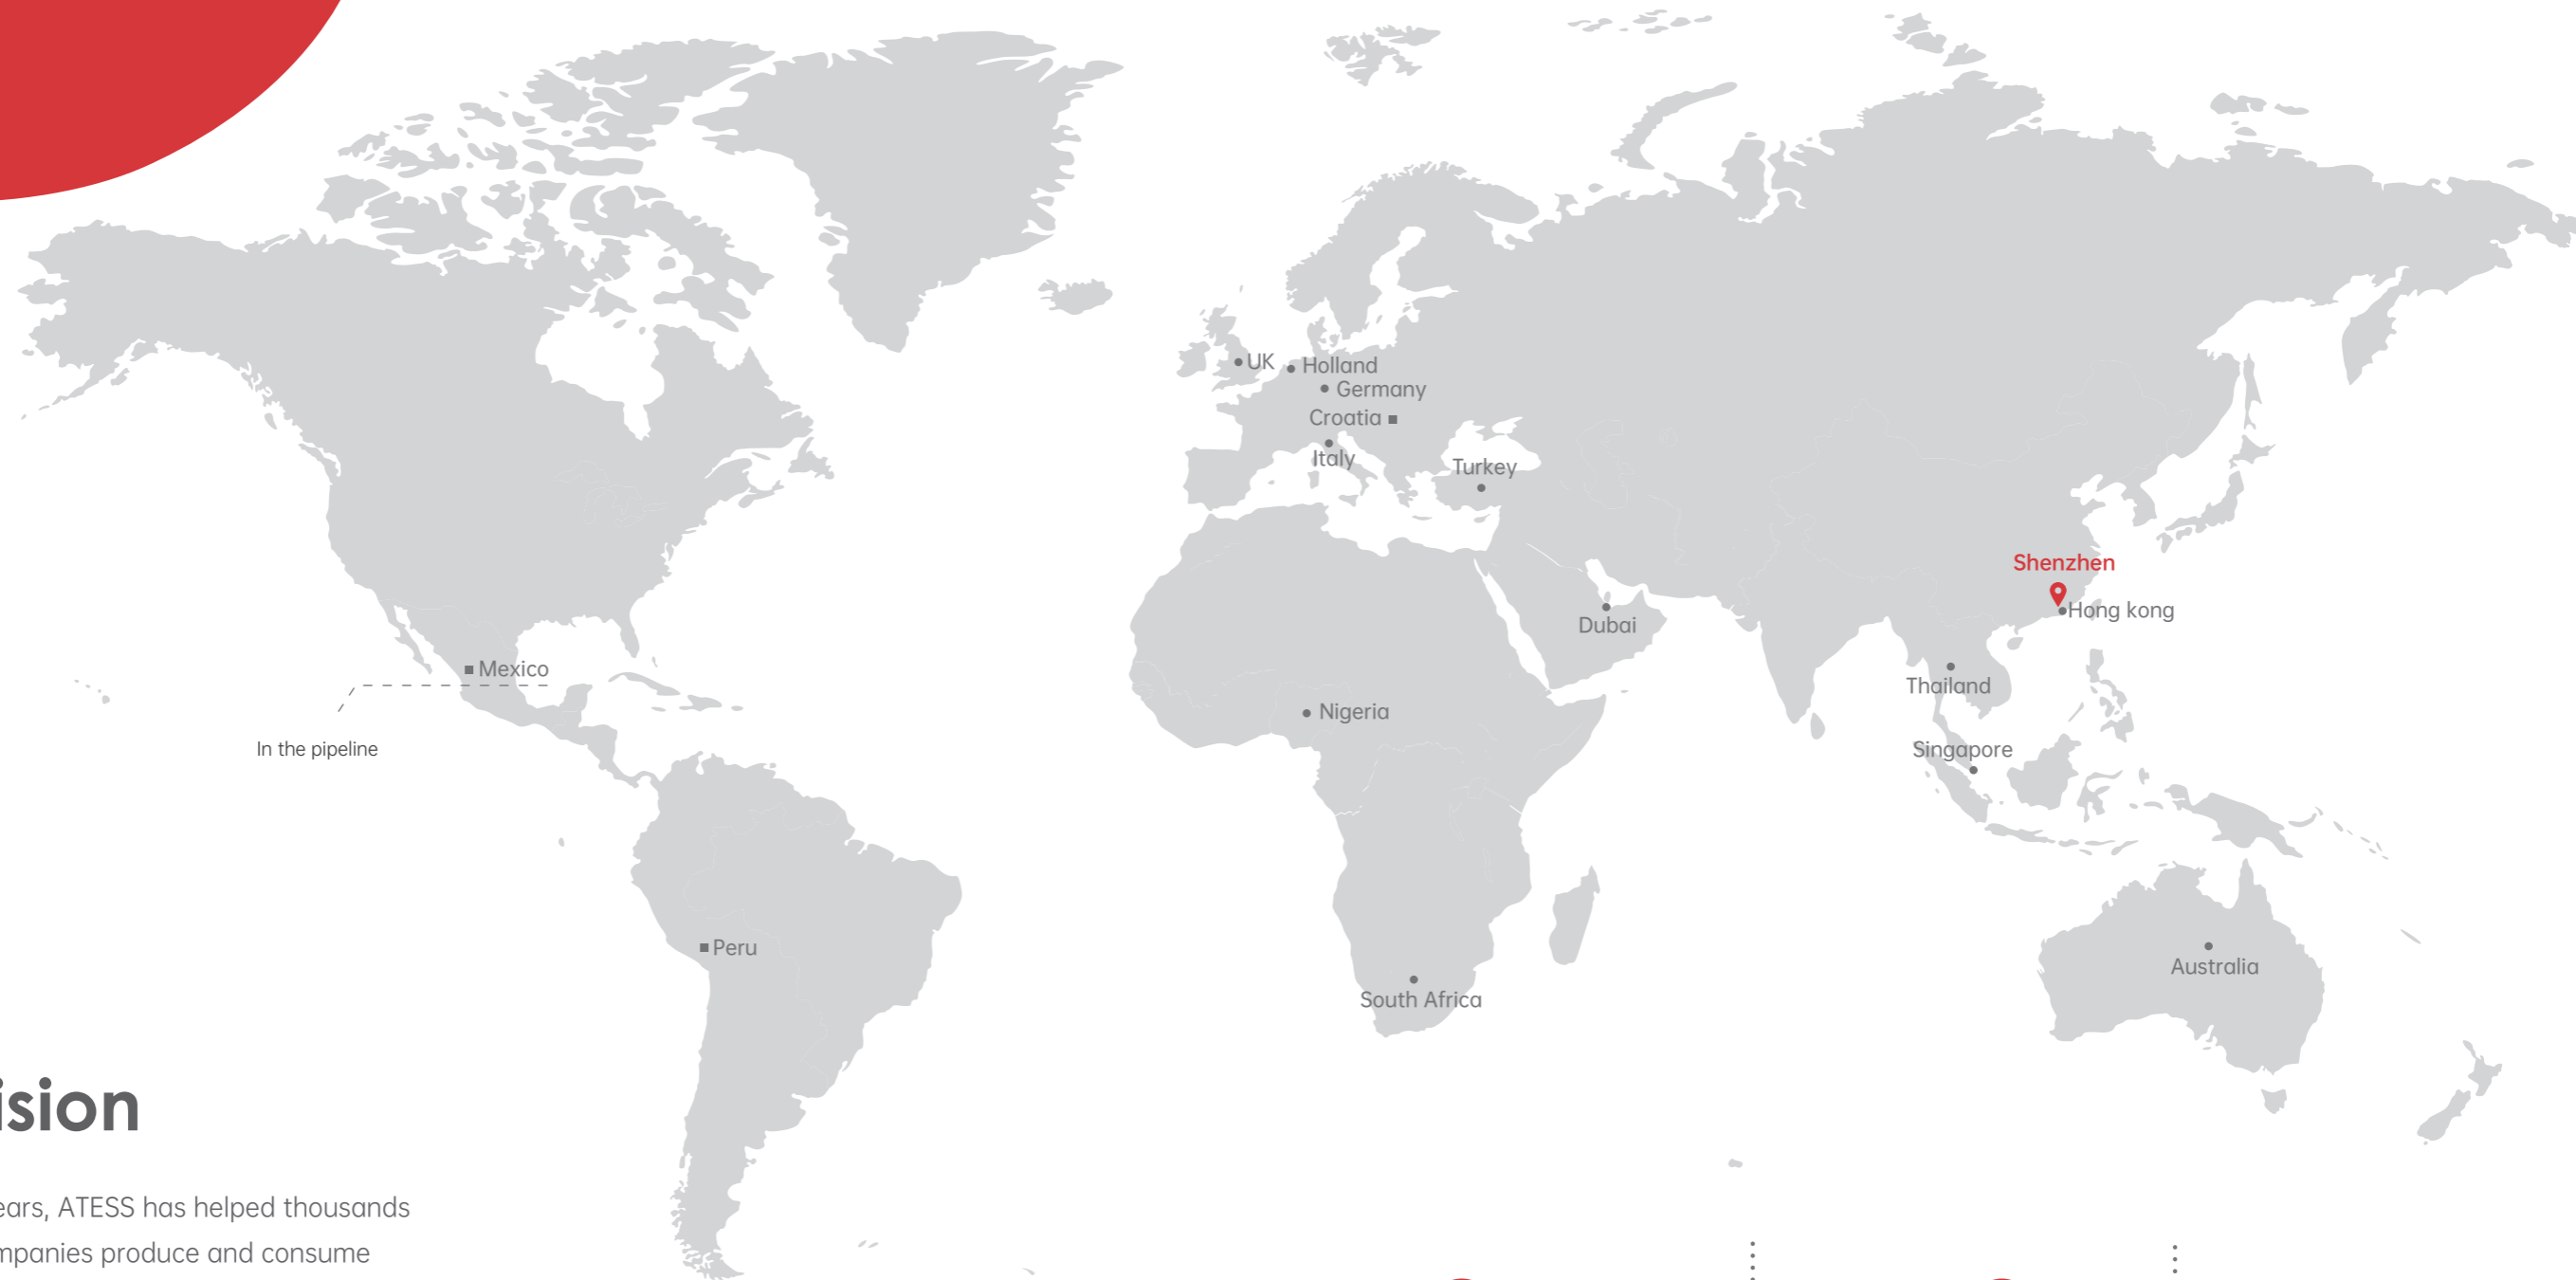 UK
Holland
Germany
Croatia
Italy
Turkey
Shenzhen
Hong kong
Dubai
Mexico
Thailand
Nigeria
In the pipeline
Singapore
Peru
Australia
South Africa
ision
ears, ATESS has helped thousands
mpanies produce and consume